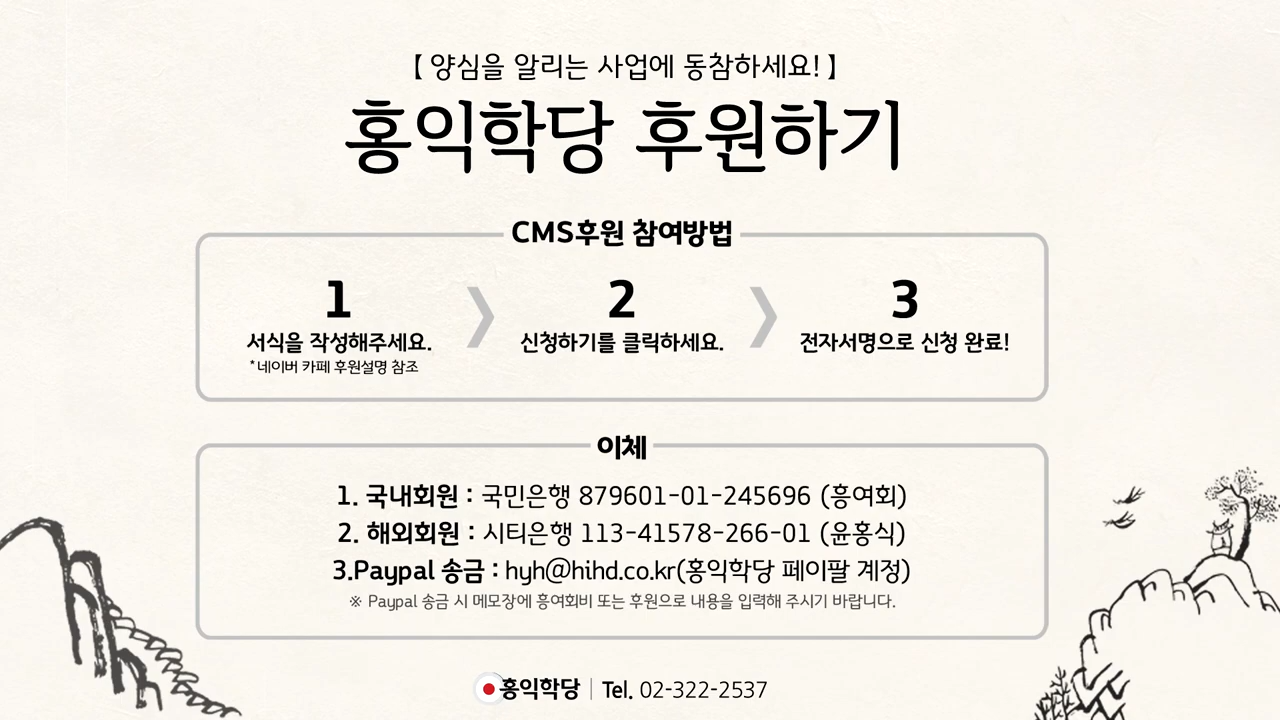 【 양심을 알리는 사업에 동참하세요! 】
홍익학당 후원하기
CMS후원 참여방법
1
서식을 작성해주세요.
*네이버 카페 후원설명 참조
2
신청하기를 클릭하세요.
3
전자서명으로 신청 완료!
이체
1. 국내회원 : 국민은행 879601-01-245696 (흥여회)
2. 해외회원 : 시티은행 113-41578-266-01 (윤홍식)
3.Paypal 송금 : hyh@hihd.co.kr(홍익학당 페이팔 계정)
※ Paypal 송금 시 메모장에 흥여회비 또는 후원으로 내용을 입력해 주시기 바랍니다.
홍익학당 | Tel. 02-322-2537